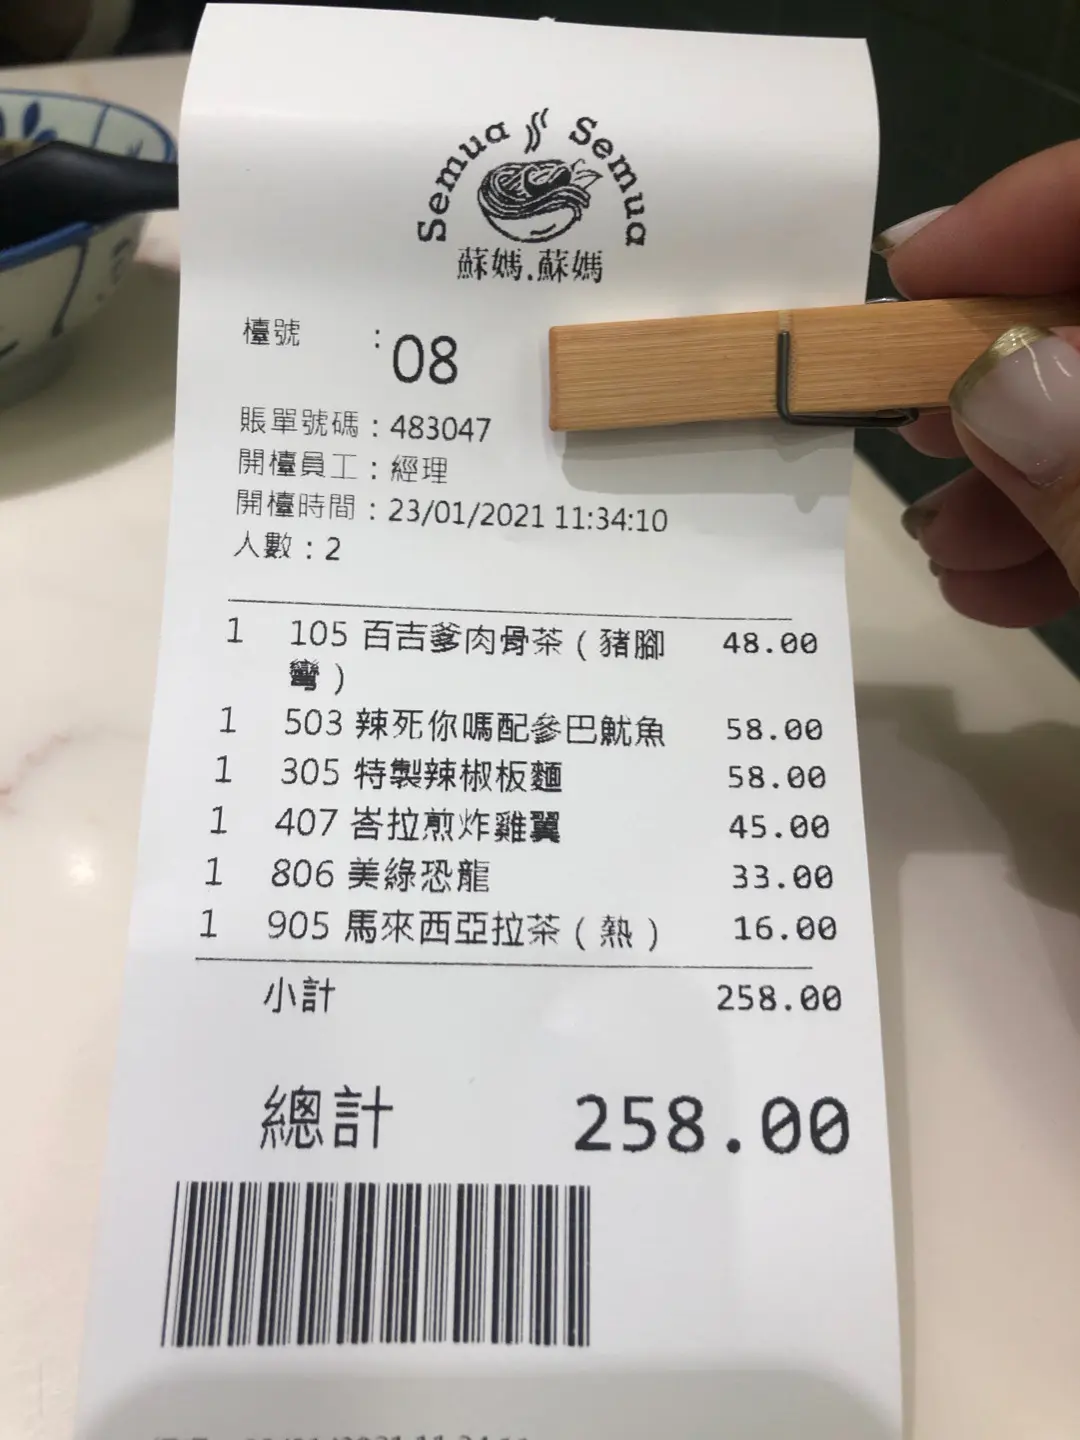 Semua Semua
蘇媽.蘇媽
檯號 : 08
賬單號碼 : 483047
開檯員工 : 經理
開檯時間 : 23/01/2021 11:34:10
人數 : 2
1 105 百吉爹肉骨茶 ( 豬腳 48.00
彎 )
1 503 辣死你嗎配參巴魷魚 58.00
1 305 特製辣椒板麵 58.00
1 407 峇拉煎炸雞翼 45.00
1 806 美綠恐龍 33.00
1 905 馬來西亞拉茶 ( 熱 ) 16.00
小計 258.00
總計 258.00